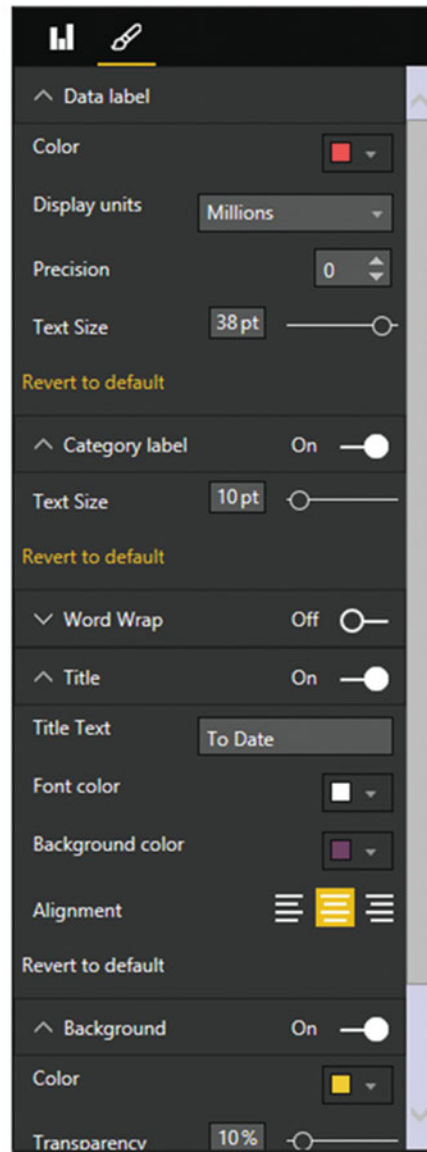 Data label
Color
Display units Millions
Precision 0
Text Size 38 pt
Revert to default
Category label On
Text Size 10 pt
Revert to default
Word Wrap Off
Title On
Title Text To Date
Font color
Background color
Alignment
Revert to default
Background On
Color
Transparency 10%